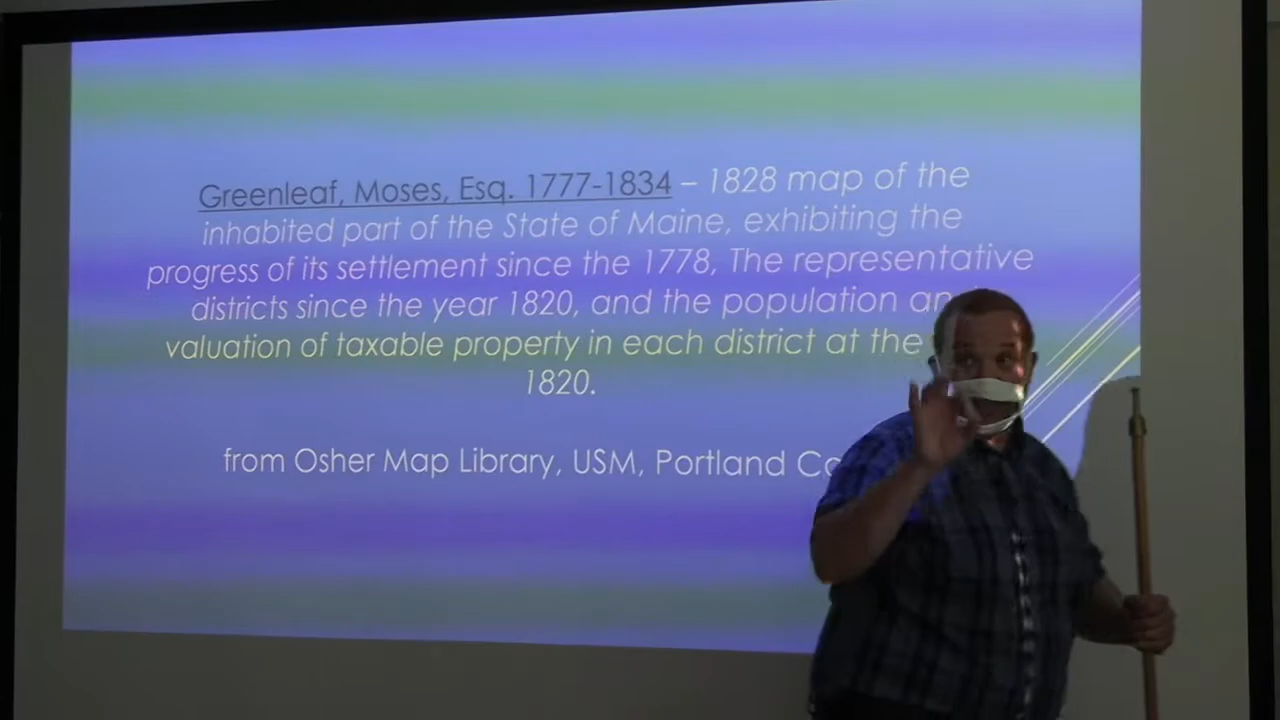 Greenleaf, Moses, Esq. 1777-1834 – 1828 map of the
inhabited part of the State of Maine, exhibiting the
progress of its settlement since the 1778, The representative
districts since the year 1820, and the population
valuation of taxable property in each district at the
1820.
from Osher Map Library, USM, Portland